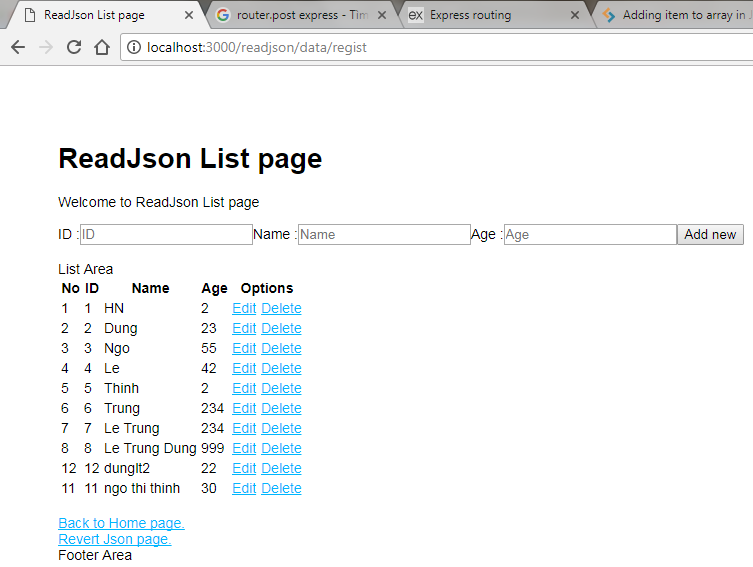 ReadJson List page
router.post express - Tim
ex Express routing
Adding item to array in J
localhost:3000/readjson/data/regist
ReadJson List page
Welcome to ReadJson List page
ID : ID Name : Name Age : Age Add new
List Area
No ID Name Age Options
1 1 HN 2 Edit Delete
2 2 Dung 23 Edit Delete
3 3 Ngo 55 Edit Delete
4 4 Le 42 Edit Delete
5 5 Thinh 2 Edit Delete
6 6 Trung 234 Edit Delete
7 7 Le Trung 234 Edit Delete
8 8 Le Trung Dung 999 Edit Delete
12 12 dungIt2 22 Edit Delete
11 11 ngo thi thinh 30 Edit Delete
Back to Home page.
Revert Json page.
Footer Area